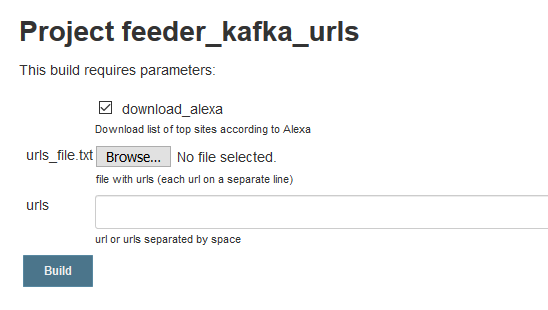 Project feeder_kafka_urls
This build requires parameters:
download_alexa
Download list of top sites according to Alexa
urls_file.txt Browse... No file selected.
file with urls (each url on a separate line)
urls
url or urls separated by space
Build